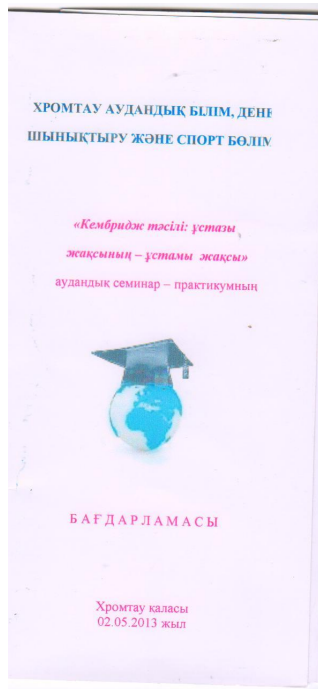 ХРОМТАУ АУДАНДЫҚ БІЛІМ, ДЕНЕ
ШЫНЫҚТЫРУ ЖӘНЕ СПОРТ БӨЛІМ
«Кембридж тәсілі: ұстазы
жақсының – ұстамы жақсы»
аудандық семинар – практикумның
БАҒДАРЛАМАСЫ
Хромтау қаласы
02.05.2013 жыл